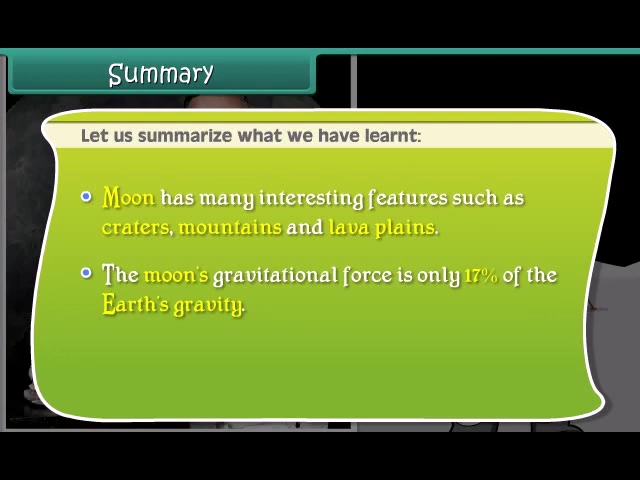 Summary
Let us summarize what we have learnt:
Moon has many interesting features such as
craters, mountains and lava plains.
The moon's gravitational force is only 17% of the
Earth's gravity.